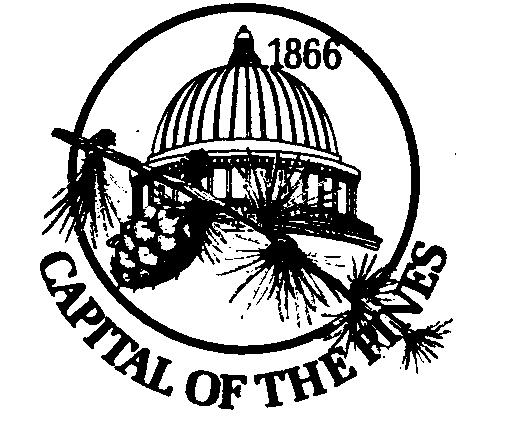 1866
CAPITAL OF THE PINES